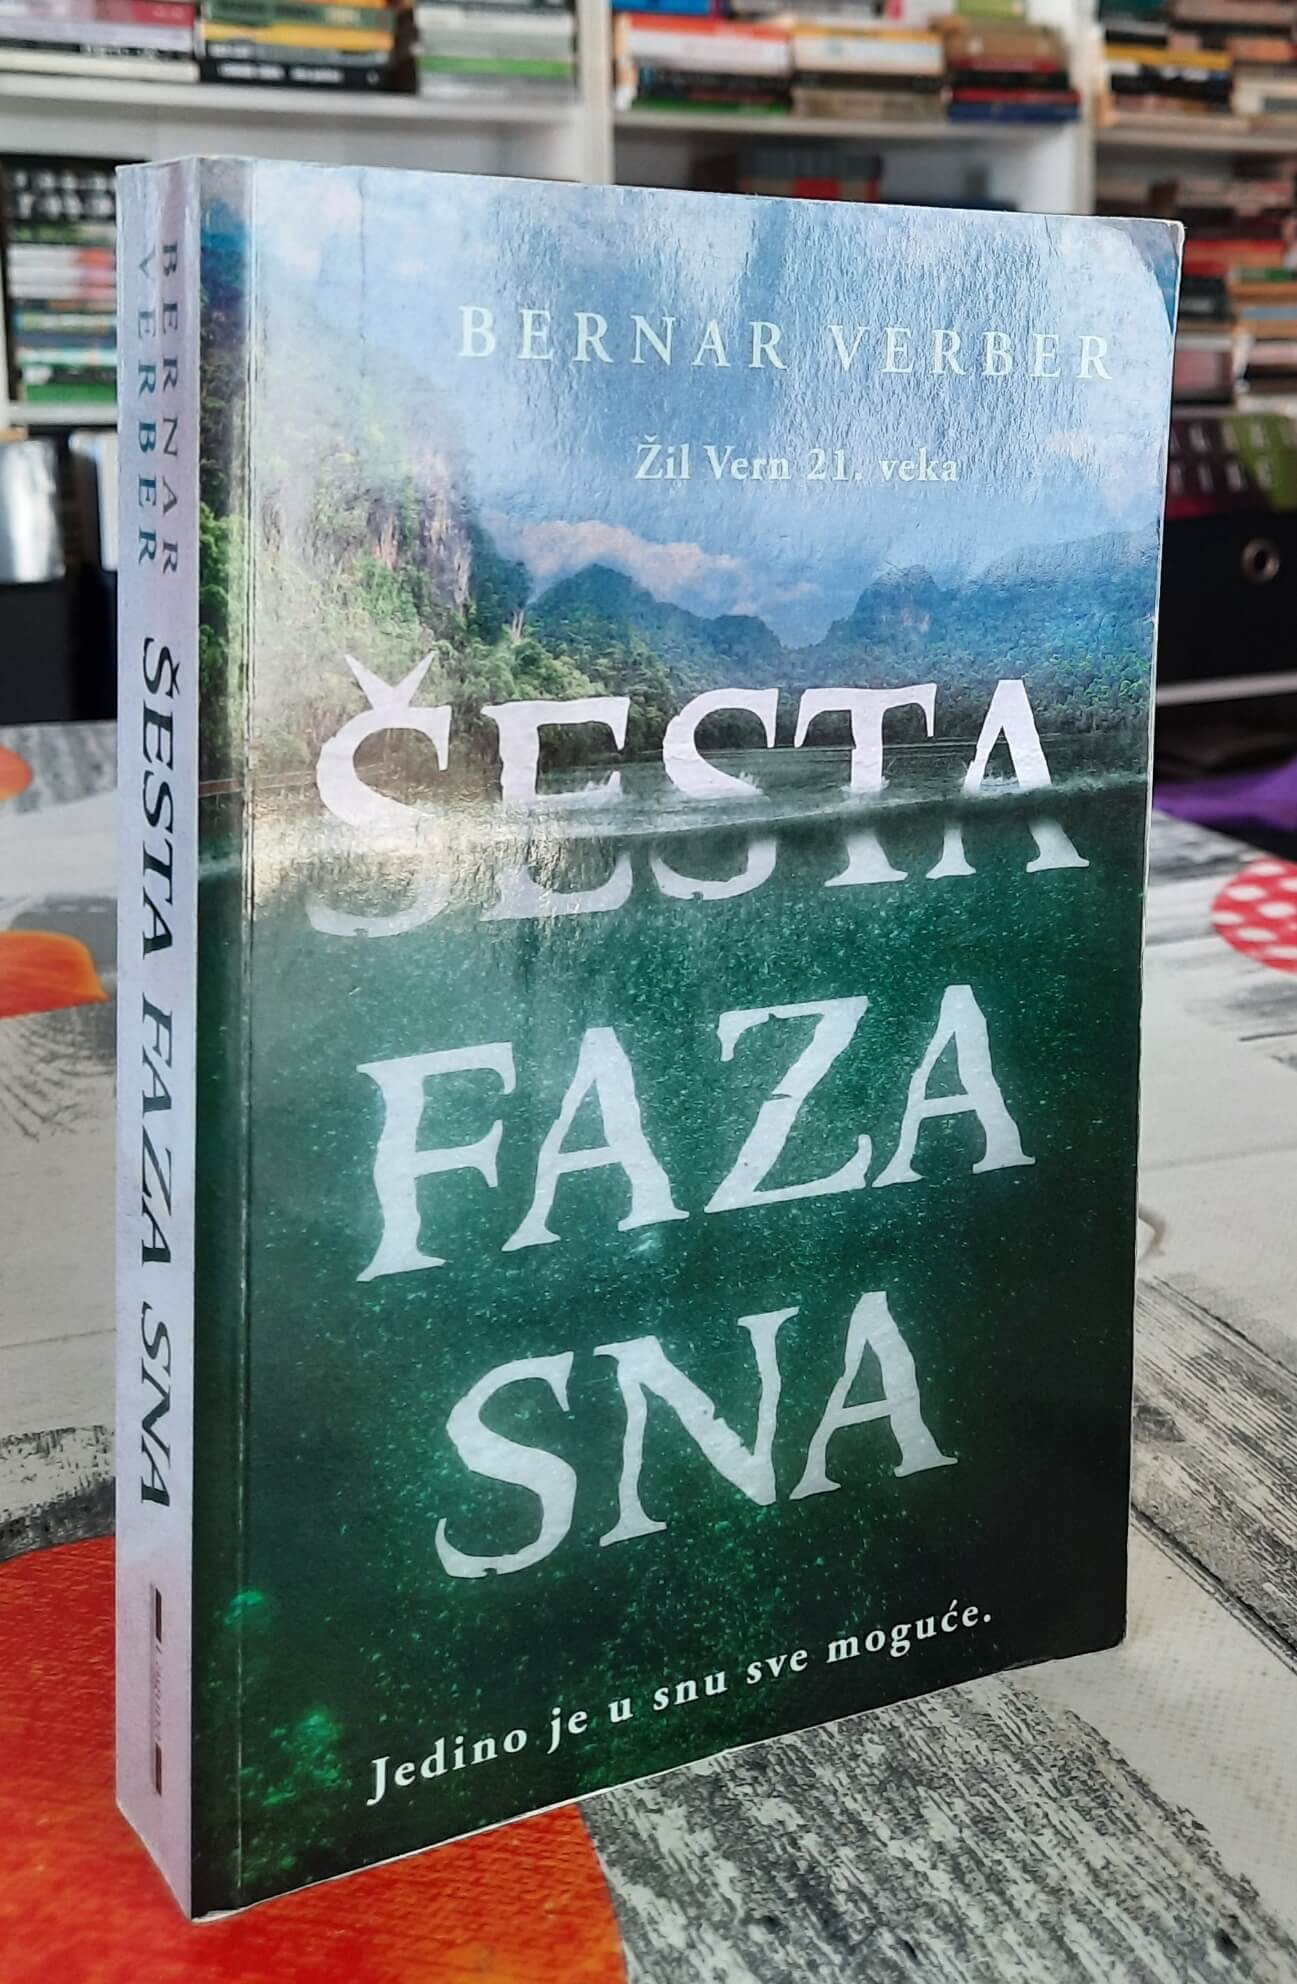 BERNAR VERBER
Žil Vern 21. veka
ŠESTA
FAZA
SNA
Jedino je u snu sve moguće.
BERNAR
VERBER
ŠESTA FAZA SNA